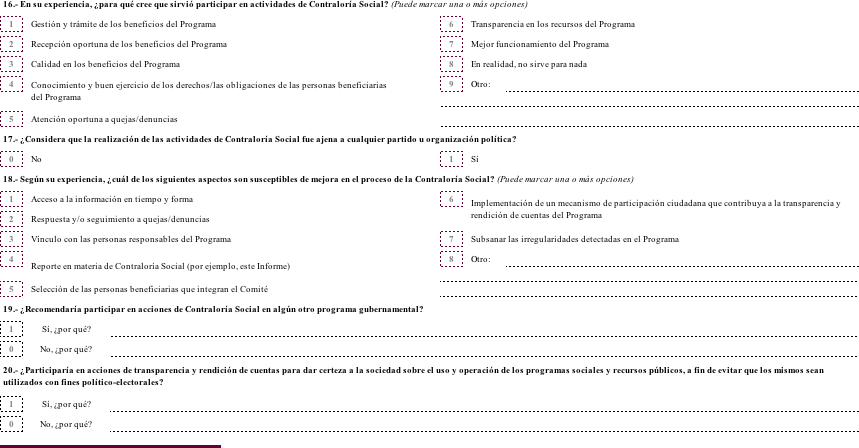 16.- En su experiencia, ¿para qué cree que sirvió participar en actividades de Contraloría Social? (Puede marcar una o más opciones)
1 Gestión y trámite de los beneficios del Programa
6 Transparencia en los recursos del Programa
2 Recepción oportuna de los beneficios del Programa
7 Mejor funcionamiento del Programa
3 Calidad en los beneficios del Programa
8 En realidad, no sirve para nada
4 Conocimiento y buen ejercicio de los derechos/las obligaciones de las personas beneficiarias
del Programa
9 Otro:
5 Atención oportuna a quejas/denuncias
17.- ¿Considera que la realización de las actividades de Contraloría Social fue ajena a cualquier partido u organización política?
0 No
1 Sí
18.- Según su experiencia, ¿cuál de los siguientes aspectos son susceptibles de mejora en el proceso de la Contraloría Social? (Puede marcar una o más opciones)
1 Acceso a la información en tiempo y forma
6 Implementación de un mecanismo de participación ciudadana que contribuya a la transparencia y
rendición de cuentas del Programa
2 Respuesta y/o seguimiento a quejas/denuncias
3 Vínculo con las personas responsables del Programa
7 Subsanar las irregularidades detectadas en el Programa
4 Reporte en materia de Contraloría Social (por ejemplo, este Informe)
8 Otro:
5 Selección de las personas beneficiarias que integran el Comité
19.- ¿Recomendaría participar en acciones de Contraloría Social en algún otro programa gubernamental?
1 Sí, ¿por qué?
0 No, ¿por qué?
20.- ¿Participaría en acciones de transparencia y rendición de cuentas para dar certeza a la sociedad sobre el uso y operación de los programas sociales y recursos públicos, a fin de evitar que los mismos sean
utilizados con fines político-electorales?
1 Sí, ¿por qué?
0 No, ¿por qué?